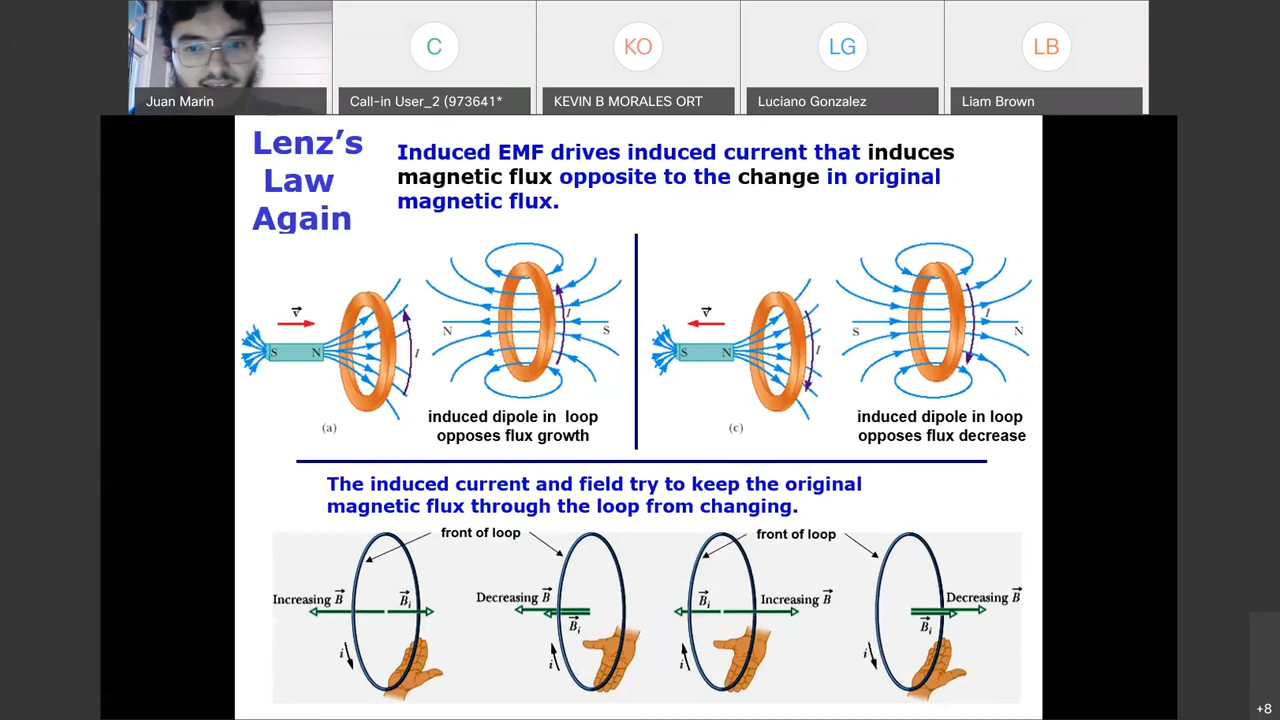 C
KO
LG
LB
Juan Marin
Call-in User_2 (973641*
KEVIN B MORALES ORT
Luciano Gonzalez
Liam Brown
Lenz's
Law
Again
Induced EMF drives induced current that induces
magnetic flux opposite to the change in original
magnetic flux.
v
S N
I
(a)
N
I
S
induced dipole in loop
opposes flux growth
v
S N
I
(c)
S
I
N
induced dipole in loop
opposes flux decrease
The induced current and field try to keep the original
magnetic flux through the loop from changing.
front of loop
front of loop
Increasing B
Bi
i
Decreasing B
Bi
i
Bi
Increasing B
i
Decreasing B
Bi
i
+8